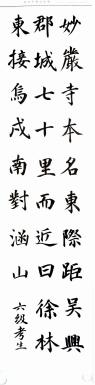 妙嚴寺本名東際距吳興
郡城七十里而近曰徐林
東接烏戍南對涵山
六级考生